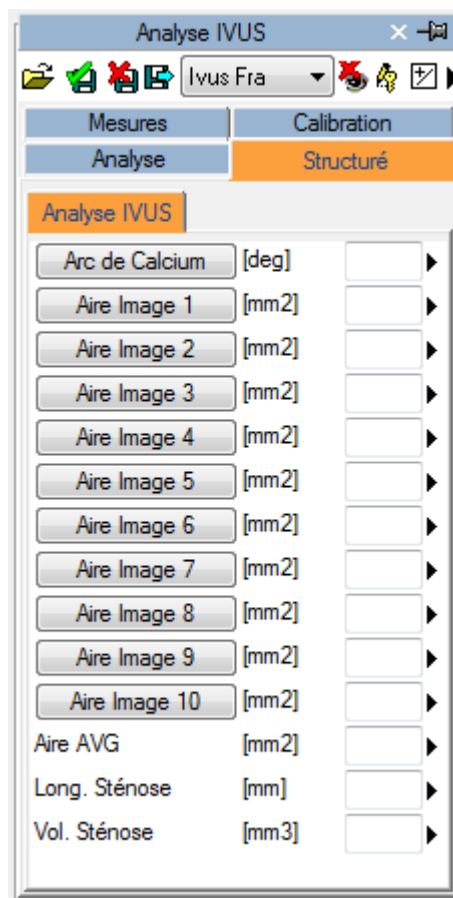 Analyse IVUS
Ivus Fra
Mesures Calibration
Analyse Structuré
Analyse IVUS
Arc de Calcium [deg]
Aire Image 1 [mm2]
Aire Image 2 [mm2]
Aire Image 3 [mm2]
Aire Image 4 [mm2]
Aire Image 5 [mm2]
Aire Image 6 [mm2]
Aire Image 7 [mm2]
Aire Image 8 [mm2]
Aire Image 9 [mm2]
Aire Image 10 [mm2]
Aire AVG [mm2]
Long. Sténose [mm]
Vol. Sténose [mm3]